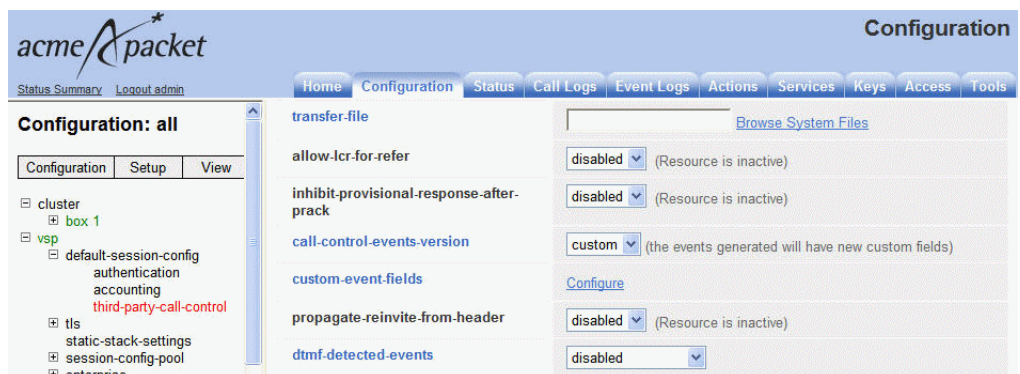 acme packet
Configuration
Status Summary Logout admin
Home Configuration Status Call Logs Event Logs Actions Services Keys Access Tools
Configuration: all
Configuration Setup View
cluster
box 1
vsp
default-session-config
authentication
accounting
third-party-call-control
tls
static-stack-settings
session-config-pool
enterprise
transfer-file Browse System Files
allow-lcr-for-refer disabled (Resource is inactive)
inhibit-provisional-response-after-
prack disabled (Resource is inactive)
call-control-events-version custom (the events generated will have new custom fields)
custom-event-fields Configure
propagate-reinvite-from-header disabled (Resource is inactive)
dtmf-detected-events disabled